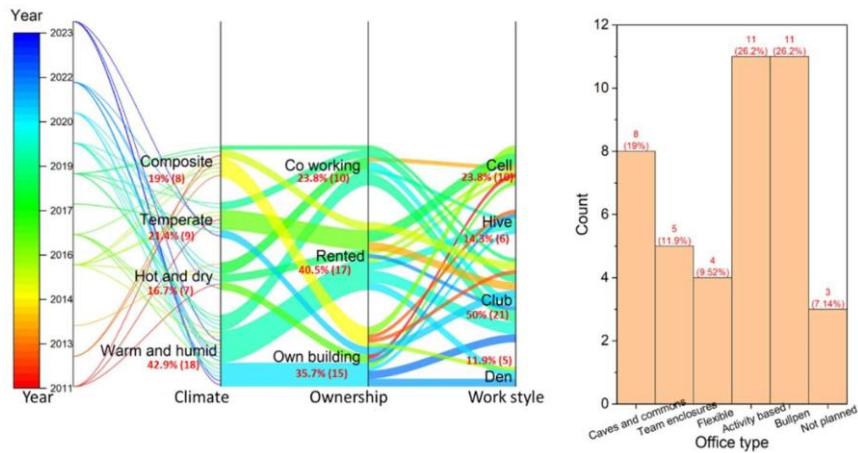 Year
2023
2022
2020
2019
2017
2016
2014
2013
2011
Year
Composite
19% (8)
Temperate
21.4% (9)
Hot and dry
16.7% (7)
Warm and humid
42.9% (18)
Climate
Co working
23.8% (10)
Rented
40.5% (17)
Own building
35.7% (15)
Ownership
Cell
23.8% (10)
Hive
14.3% (6)
Club
50% (21)
11.9% (5)
Den
Work style
12
10
8
6
4
2
0
Count
8
(19%)
5
(11.9%)
4
(9.52%)
11
(26.2%)
11
(26.2%)
3
(7.14%)
Caves and commons
Team enclosures
Flexible
Activity based
Bullpen
Not planned
Office type